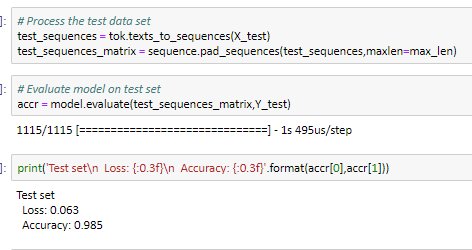 ]:
# Process the test data set
test_sequences = tok.texts_to_sequences(X_test)
test_sequences_matrix = sequence.pad_sequences(test_sequences,maxlen=max_len)
]:
# Evaluate model on test set
accr = model.evaluate(test_sequences_matrix,Y_test)
1115/1115 [==============================] - 1s 495us/step
]:
print('Test set\n  Loss: {:0.3f}\n  Accuracy: {:0.3f}'.format(accr[0],accr[1]))
Test set
  Loss: 0.063
  Accuracy: 0.985